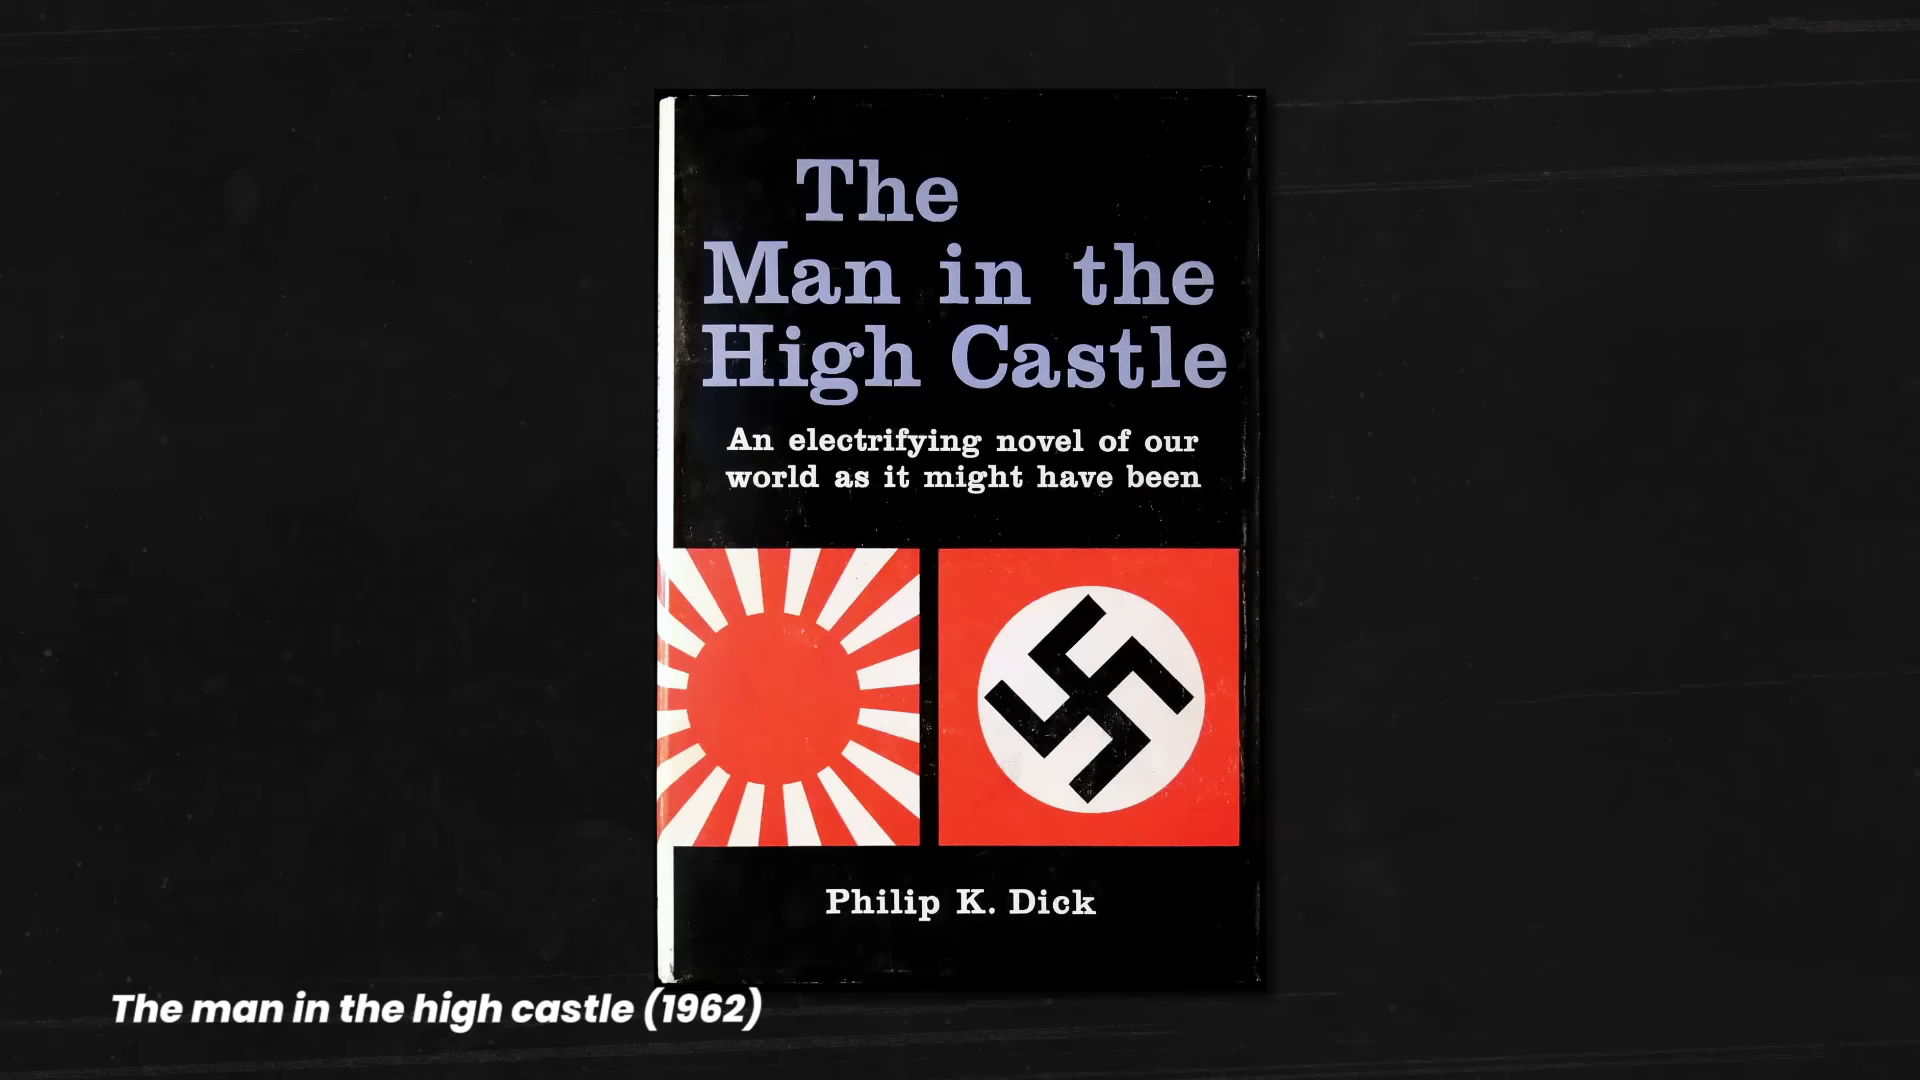 The
Man in the
High Castle
An electrifying novel of our
world as it might have been
Philip K. Dick
The man in the high castle (1962)